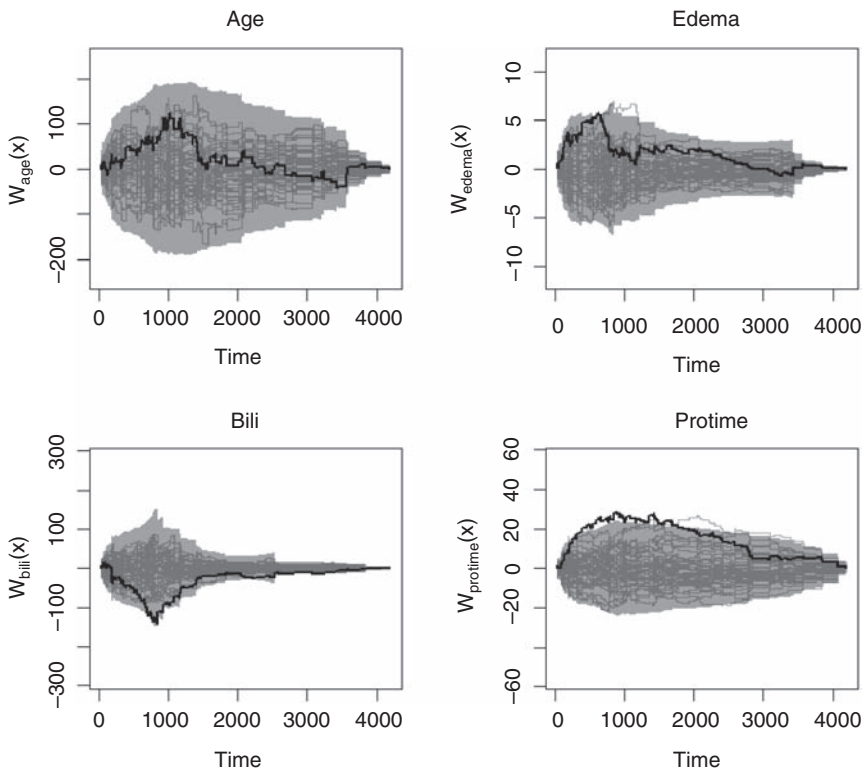 Age
W_age(x)
100
0
−200
0 1000 2000 3000 4000
Time
Edema
W_edema(x)
10
5
0
−5
−10
0 1000 2000 3000 4000
Time
Bili
W_bili(x)
300
100
−100
−300
0 1000 2000 3000 4000
Time
Protime
W_protime(x)
60
40
20
0
−20
−60
0 1000 2000 3000 4000
Time